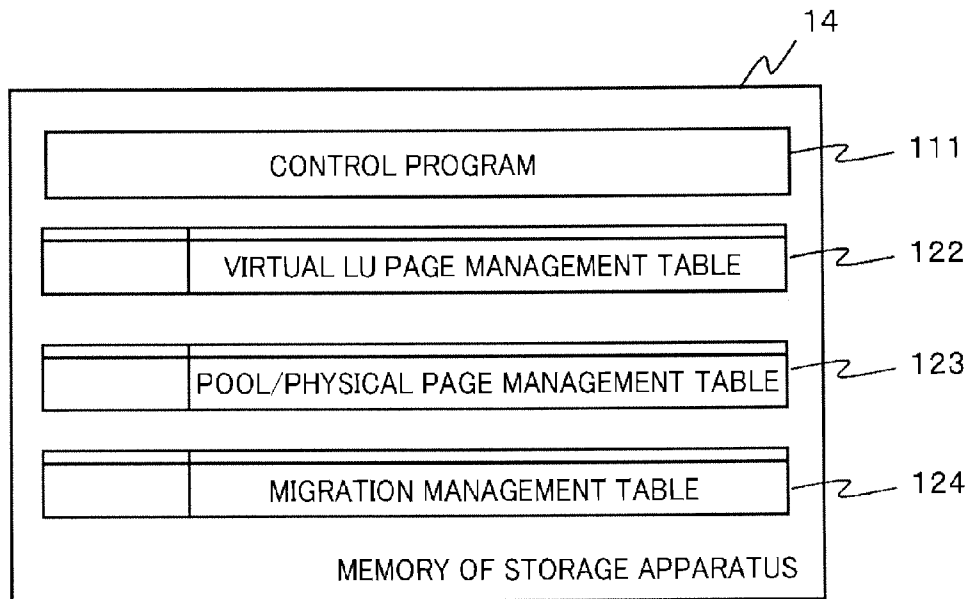 14
CONTROL PROGRAM
111
VIRTUAL LU PAGE MANAGEMENT TABLE
122
POOL/PHYSICAL PAGE MANAGEMENT TABLE
123
MIGRATION MANAGEMENT TABLE
124
MEMORY OF STORAGE APPARATUS